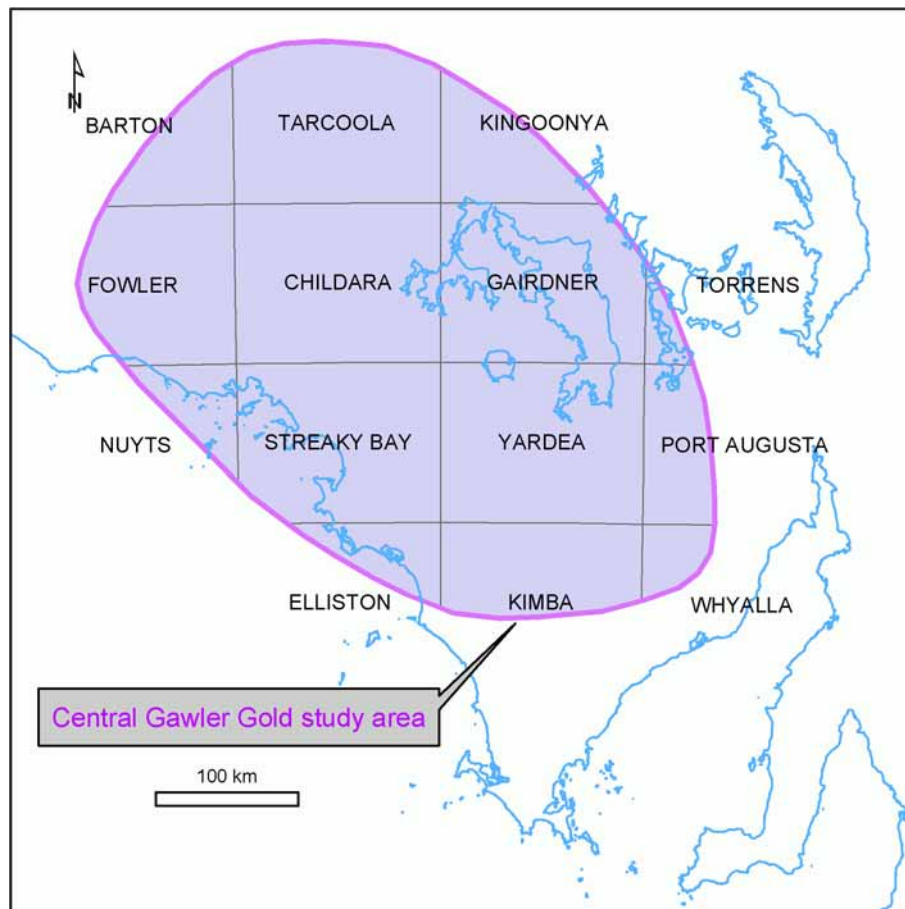 N
BARTON
TARCOOLA
KINGOONYA
FOWLER
CHILDARA
GAIRDNER
TORRENS
NUYTS
STREAKY BAY
YARDEA
PORT AUGUSTA
ELLISTON
KIMBA
WHYALLA
Central Gawler Gold study area
100 km